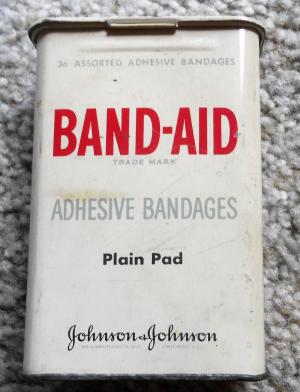 36 ASSORTED ADHESIVE BANDAGES
BAND-AID
TRADE MARK
ADHESIVE BANDAGES
Plain Pad
Johnson & Johnson